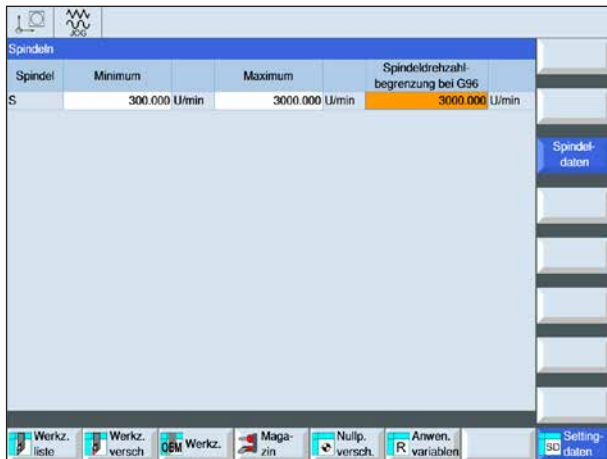 JOG
Spindeln
Spindel Minimum Maximum Spindeldrehzahl-
begrenzung bei G96
S 300.000 U/min 3000.000 U/min 3000.000 U/min
Spindel-
daten
Werkz.
liste
Werkz.
versch
OEM Werkz.
Maga-
zin
Nullp.
versch.
R Anwen.
variablen
SD Setting-
daten